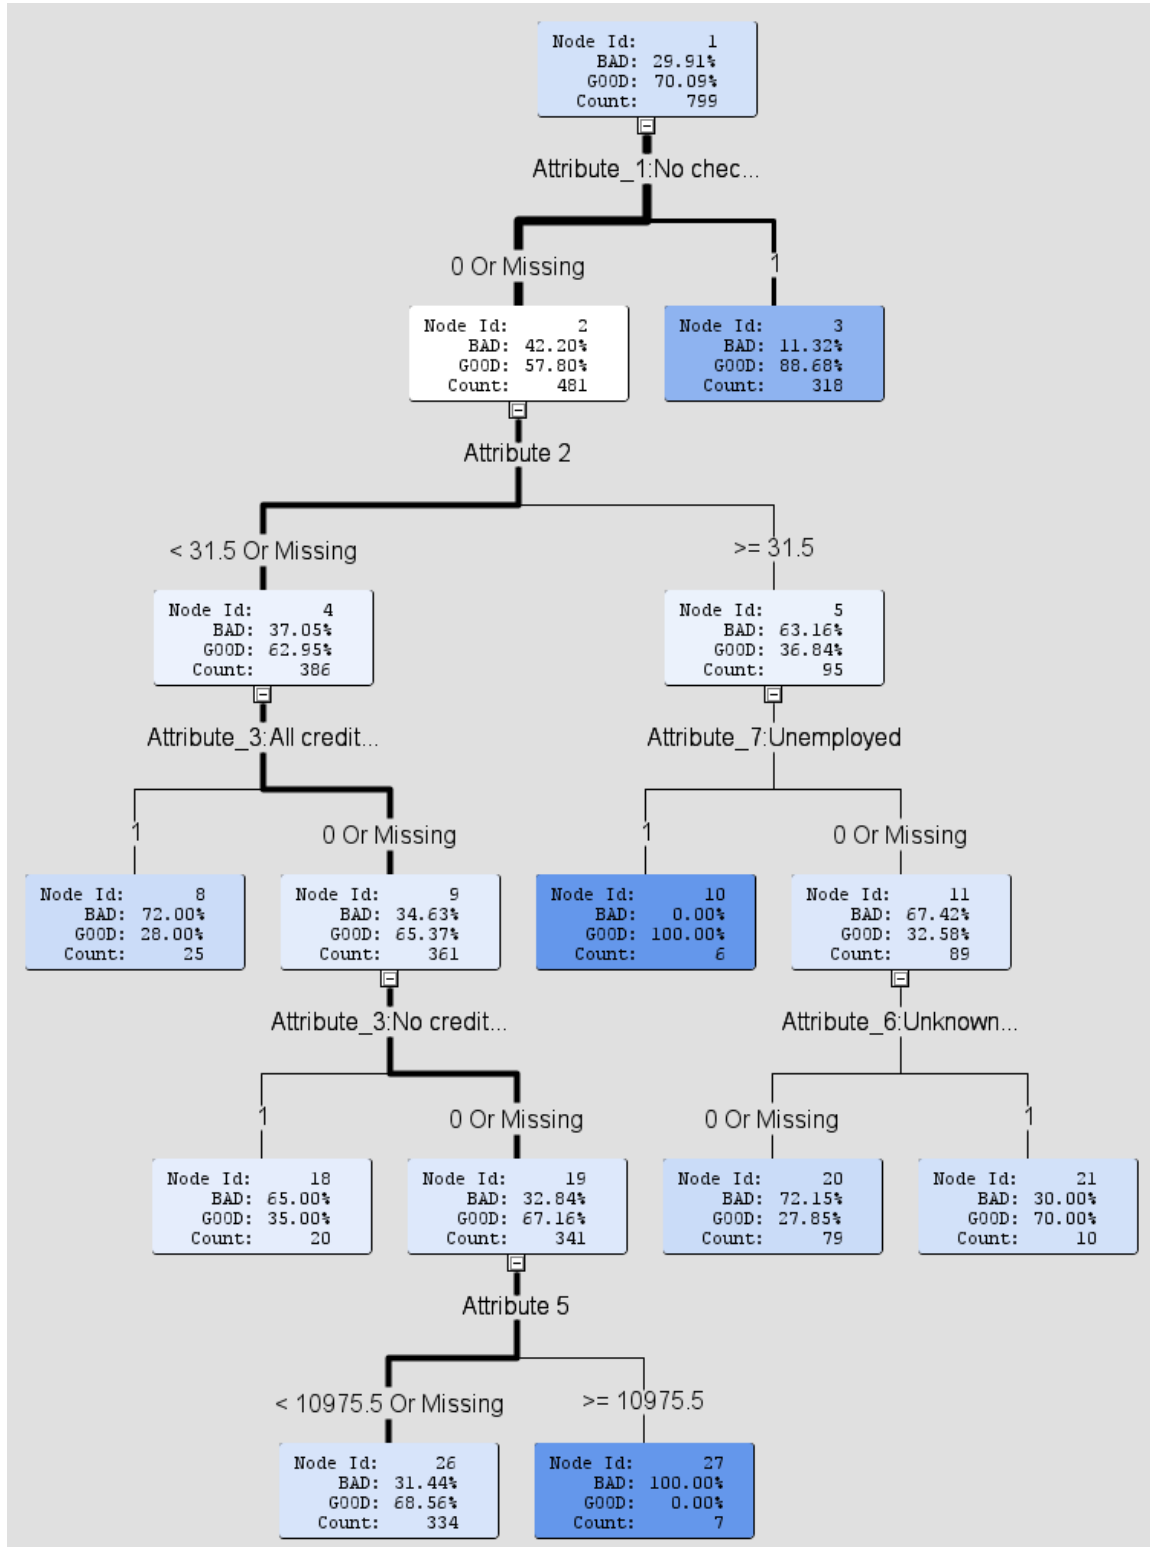 Node Id: 1
BAD: 29.91%
GOOD: 70.09%
Count: 799
Attribute_1:No chec...
0 Or Missing
1
Node Id: 2
BAD: 42.20%
GOOD: 57.80%
Count: 481
Node Id: 3
BAD: 11.32%
GOOD: 88.68%
Count: 318
Attribute 2
< 31.5 Or Missing
>= 31.5
Node Id: 4
BAD: 37.05%
GOOD: 62.95%
Count: 386
Node Id: 5
BAD: 63.16%
GOOD: 36.84%
Count: 95
Attribute_3:All credit...
Attribute_7:Unemployed
1
0 Or Missing
1
0 Or Missing
Node Id: 8
BAD: 72.00%
GOOD: 28.00%
Count: 25
Node Id: 9
BAD: 34.63%
GOOD: 65.37%
Count: 361
Node Id: 10
BAD: 0.00%
GOOD: 100.00%
Count: 6
Node Id: 11
BAD: 67.42%
GOOD: 32.58%
Count: 89
Attribute_3:No credit...
Attribute_6:Unknown...
1
0 Or Missing
0 Or Missing
1
Node Id: 18
BAD: 65.00%
GOOD: 35.00%
Count: 20
Node Id: 19
BAD: 32.84%
GOOD: 67.16%
Count: 341
Node Id: 20
BAD: 72.15%
GOOD: 27.85%
Count: 79
Node Id: 21
BAD: 30.00%
GOOD: 70.00%
Count: 10
Attribute 5
< 10975.5 Or Missing
>= 10975.5
Node Id: 26
BAD: 31.44%
GOOD: 68.56%
Count: 334
Node Id: 27
BAD: 100.00%
GOOD: 0.00%
Count: 7